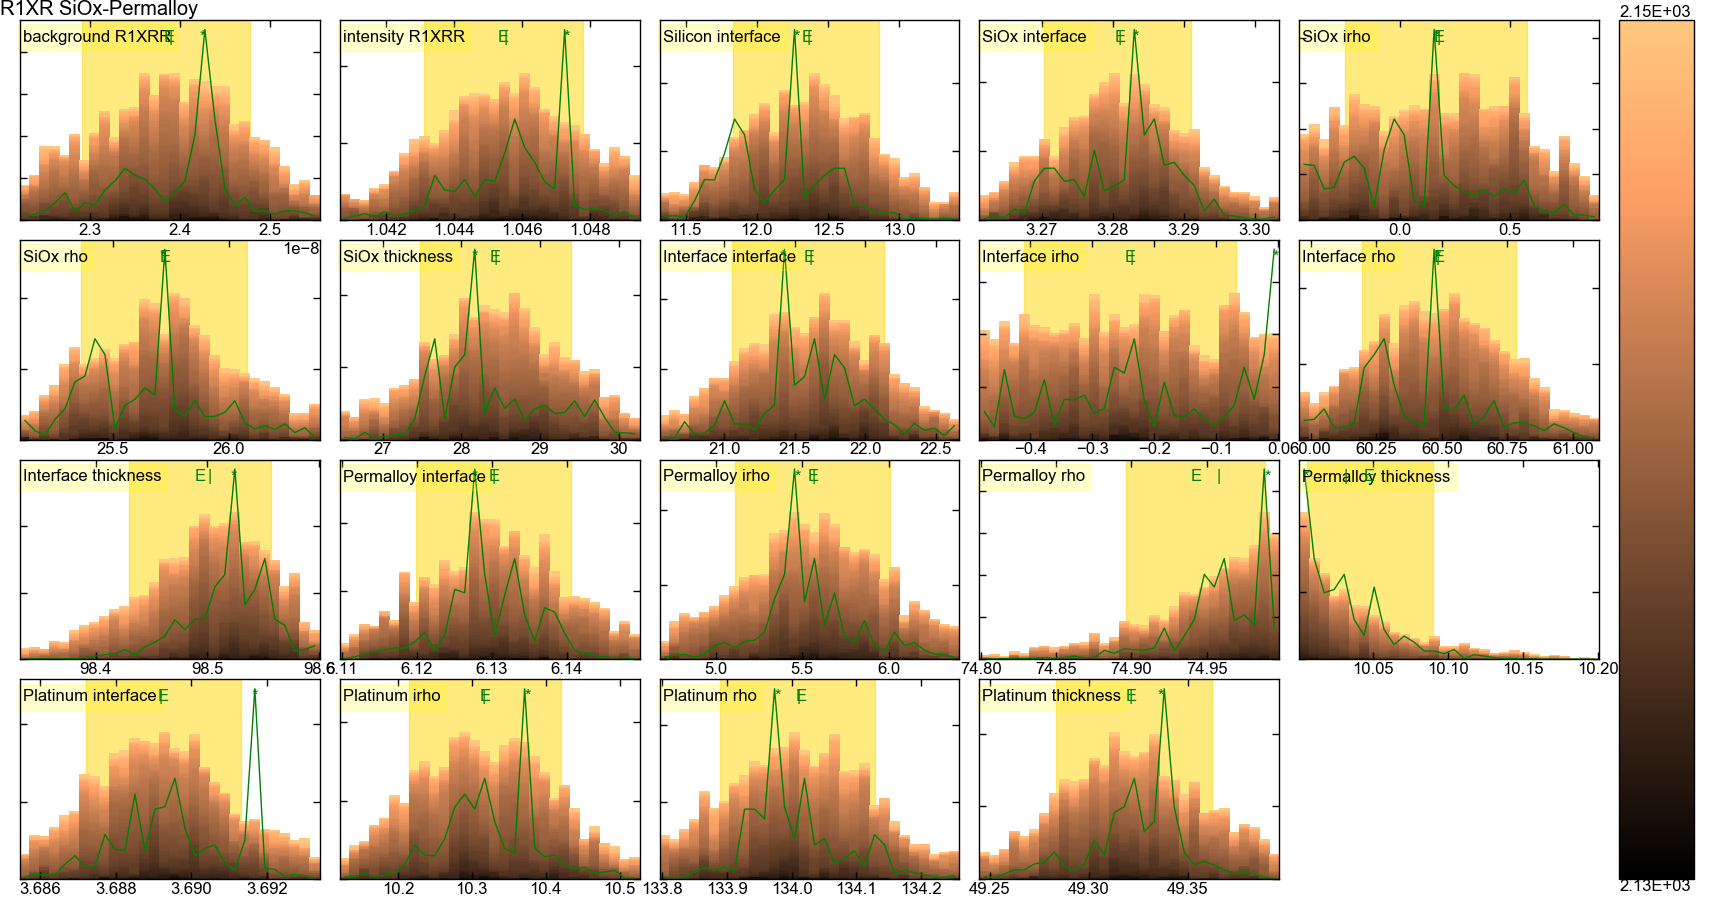 R1XR SiOx-Permalloy
2.15E+03
background R1XRR
intensity R1XRR E
Silicon interface * E
SiOx interface E *
SiOx irho E
2.3 2.4 2.5
1.042 1.044 1.046 1.048
11.5 12.0 12.5 13.0
3.27 3.28 3.29 3.30
0.0 0.5
1e−8
SiOx rho E
SiOx thickness * E
Interface interface E
Interface irho E *
Interface rho E
25.5 26.0
27 28 29 30
21.0 21.5 22.0 22.5
−0.4 −0.3 −0.2 −0.1 0.0
60.00 60.25 60.50 60.75 61.00
Interface thickness E | *
Permalloy interface E
Permalloy irho * E
Permalloy rho E | *
Permalloy thickness E
98.4 98.5 98.6
6.11 6.12 6.13 6.14
5.0 5.5 6.0
74.80 74.85 74.90 74.95
10.05 10.10 10.15 10.20
Platinum interface E *
Platinum irho E *
Platinum rho * E
Platinum thickness E *
3.686 3.688 3.690 3.692
10.2 10.3 10.4 10.5
133.8 133.9 134.0 134.1 134.2
49.25 49.30 49.35
2.13E+03